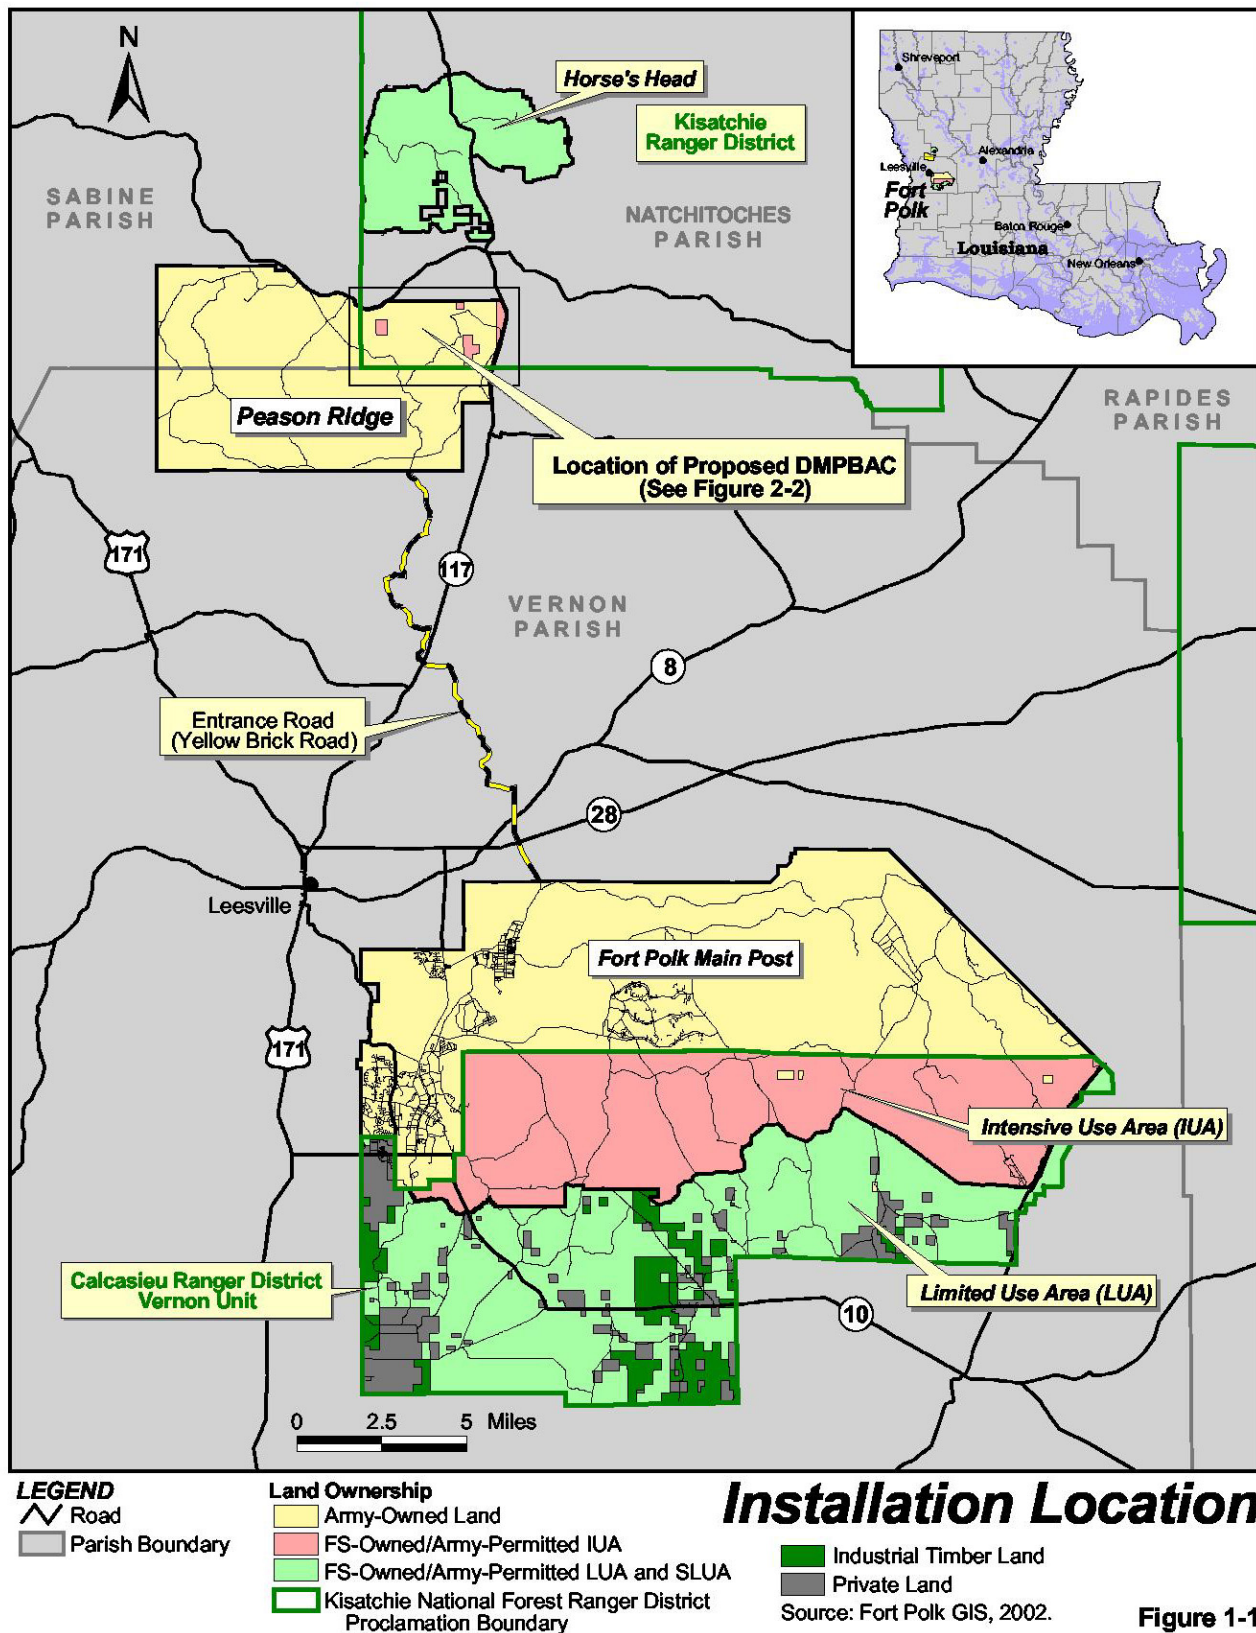 N
Horse's Head
Kisatchie
Ranger District
SABINE
PARISH
NATCHITOCHES
PARISH
Shreveport
Alexandria
Leesville
Fort
Polk
Baton Rouge
Louisiana
New Orleans
RAPIDES
PARISH
Peason Ridge
Location of Proposed DMPBAC
(See Figure 2-2)
171
117
VERNON
PARISH
8
Entrance Road
(Yellow Brick Road)
28
Leesville
Fort Polk Main Post
171
Intensive Use Area (IUA)
Calcasieu Ranger District
Vernon Unit
Limited Use Area (LUA)
10
0 2.5 5 Miles
LEGEND
Road
Parish Boundary
Land Ownership
Army-Owned Land
FS-Owned/Army-Permitted IUA
FS-Owned/Army-Permitted LUA and SLUA
Kisatchie National Forest Ranger District
Proclamation Boundary
Installation Location
Industrial Timber Land
Private Land
Source: Fort Polk GIS, 2002.
Figure 1-1